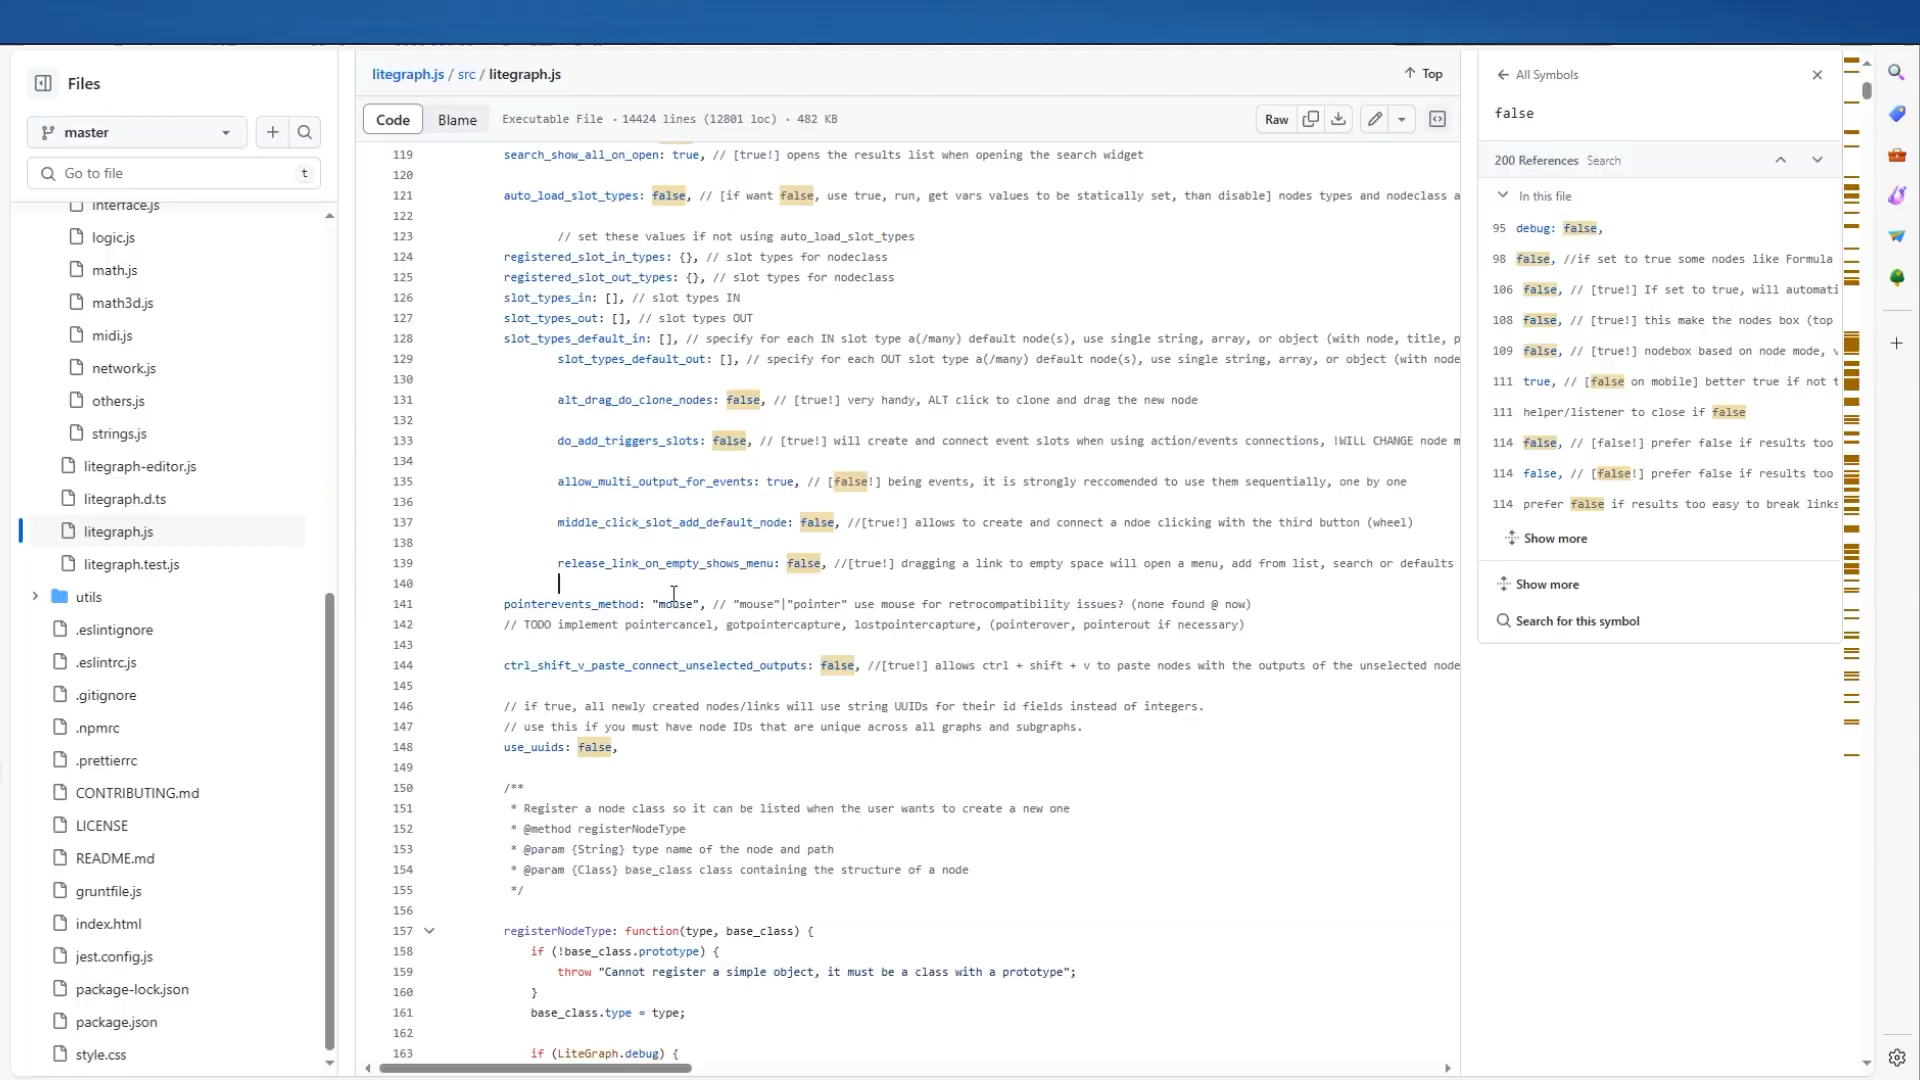 Files
master
Go to file
t
interface.js
logic.js
math.js
math3d.js
midi.js
network.js
others.js
strings.js
litegraph-editor.js
litegraph.d.ts
litegraph.js
litegraph.test.js
utils
.eslintignore
.eslintrc.js
.gitignore
.npmrc
.prettierrc
CONTRIBUTING.md
LICENSE
README.md
gruntfile.js
index.html
jest.config.js
package-lock.json
package.json
style.css
litegraph.js / src / litegraph.js
Top
Code Blame Executable File · 14424 lines (12801 loc) · 482 KB
Raw
119 search_show_all_on_open: true, // [true!] opens the results list when opening the search widget
120
121 auto_load_slot_types: false, // [if want false, use true, run, get vars values to be statically set, than disable] nodes types and nodeclass a
122
123 // set these values if not using auto_load_slot_types
124 registered_slot_in_types: {}, // slot types for nodeclass
125 registered_slot_out_types: {}, // slot types for nodeclass
126 slot_types_in: [], // slot types IN
127 slot_types_out: [], // slot types OUT
128 slot_types_default_in: [], // specify for each IN slot type a(/many) default node(s), use single string, array, or object (with node, title, p
129 slot_types_default_out: [], // specify for each OUT slot type a(/many) default node(s), use single string, array, or object (with node
130
131 alt_drag_do_clone_nodes: false, // [true!] very handy, ALT click to clone and drag the new node
132
133 do_add_triggers_slots: false, // [true!] will create and connect event slots when using action/events connections, !WILL CHANGE node m
134
135 allow_multi_output_for_events: true, // [false!] being events, it is strongly reccomended to use them sequentially, one by one
136
137 middle_click_slot_add_default_node: false, //[true!] allows to create and connect a ndoe clicking with the third button (wheel)
138
139 release_link_on_empty_shows_menu: false, //[true!] dragging a link to empty space will open a menu, add from list, search or defaults
140
141 pointerevents_method: "mouse", // "mouse"|"pointer" use mouse for retrocompatibility issues? (none found @ now)
142 // TODO implement pointercancel, gotpointercapture, lostpointercapture, (pointerover, pointerout if necessary)
143
144 ctrl_shift_v_paste_connect_unselected_outputs: false, //[true!] allows ctrl + shift + v to paste nodes with the outputs of the unselected node
145
146 // if true, all newly created nodes/links will use string UUIDs for their id fields instead of integers.
147 // use this if you must have node IDs that are unique across all graphs and subgraphs.
148 use_uuids: false,
149
150 /**
151 * Register a node class so it can be listed when the user wants to create a new one
152 * @method registerNodeType
153 * @param {String} type name of the node and path
154 * @param {Class} base_class class containing the structure of a node
155 */
156
157 registerNodeType: function(type, base_class) {
158 if (!base_class.prototype) {
159 throw "Cannot register a simple object, it must be a class with a prototype";
160 }
161 base_class.type = type;
162
163 if (LiteGraph.debug) {
All Symbols
false
200 References Search
In this file
95 debug: false,
98 false, //if set to true some nodes like Formula
106 false, // [true!] If set to true, will automati
108 false, // [true!] this make the nodes box (top
109 false, // [true!] nodebox based on node mode, v
111 true, // [false on mobile] better true if not t
111 helper/listener to close if false
114 false, // [false!] prefer false if results too
114 false, // [false!] prefer false if results too
114 prefer false if results too easy to break links
Show more
Show more
Search for this symbol